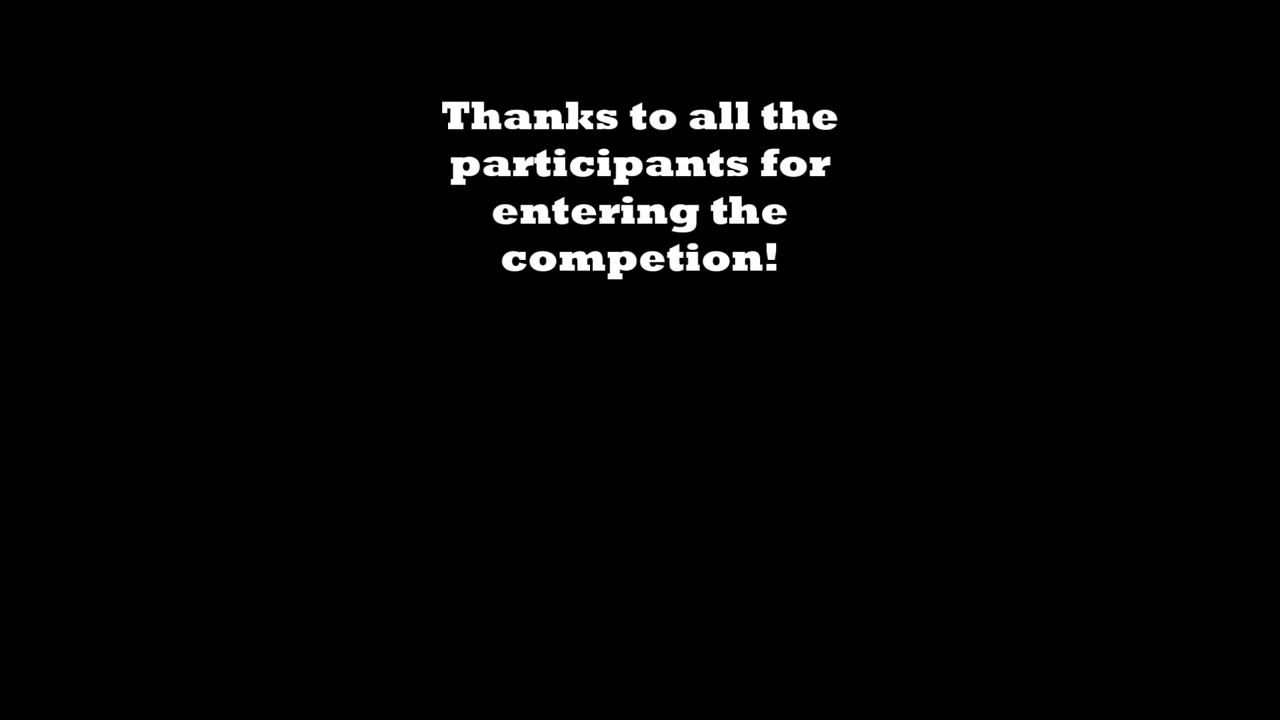 Thanks to all the
participants for
entering the
competion!